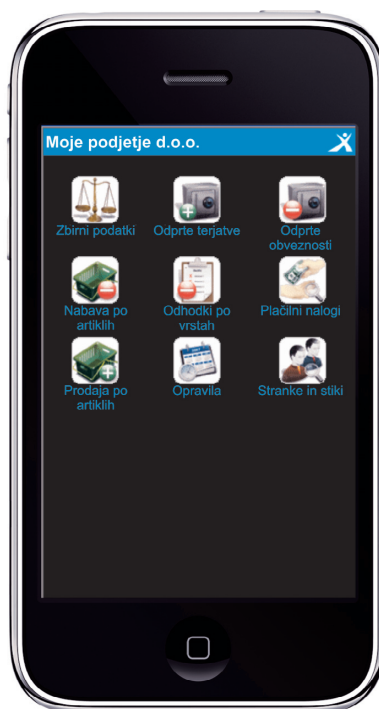 Moje podjetje d.o.o.
Zbirni podatki
Odprte terjatve
Odprte
obveznosti
Nabava po
artiklih
Odhodki po
vrstah
Plačilni nalogi
Prodaja po
artiklih
Opravila
Stranke in stiki